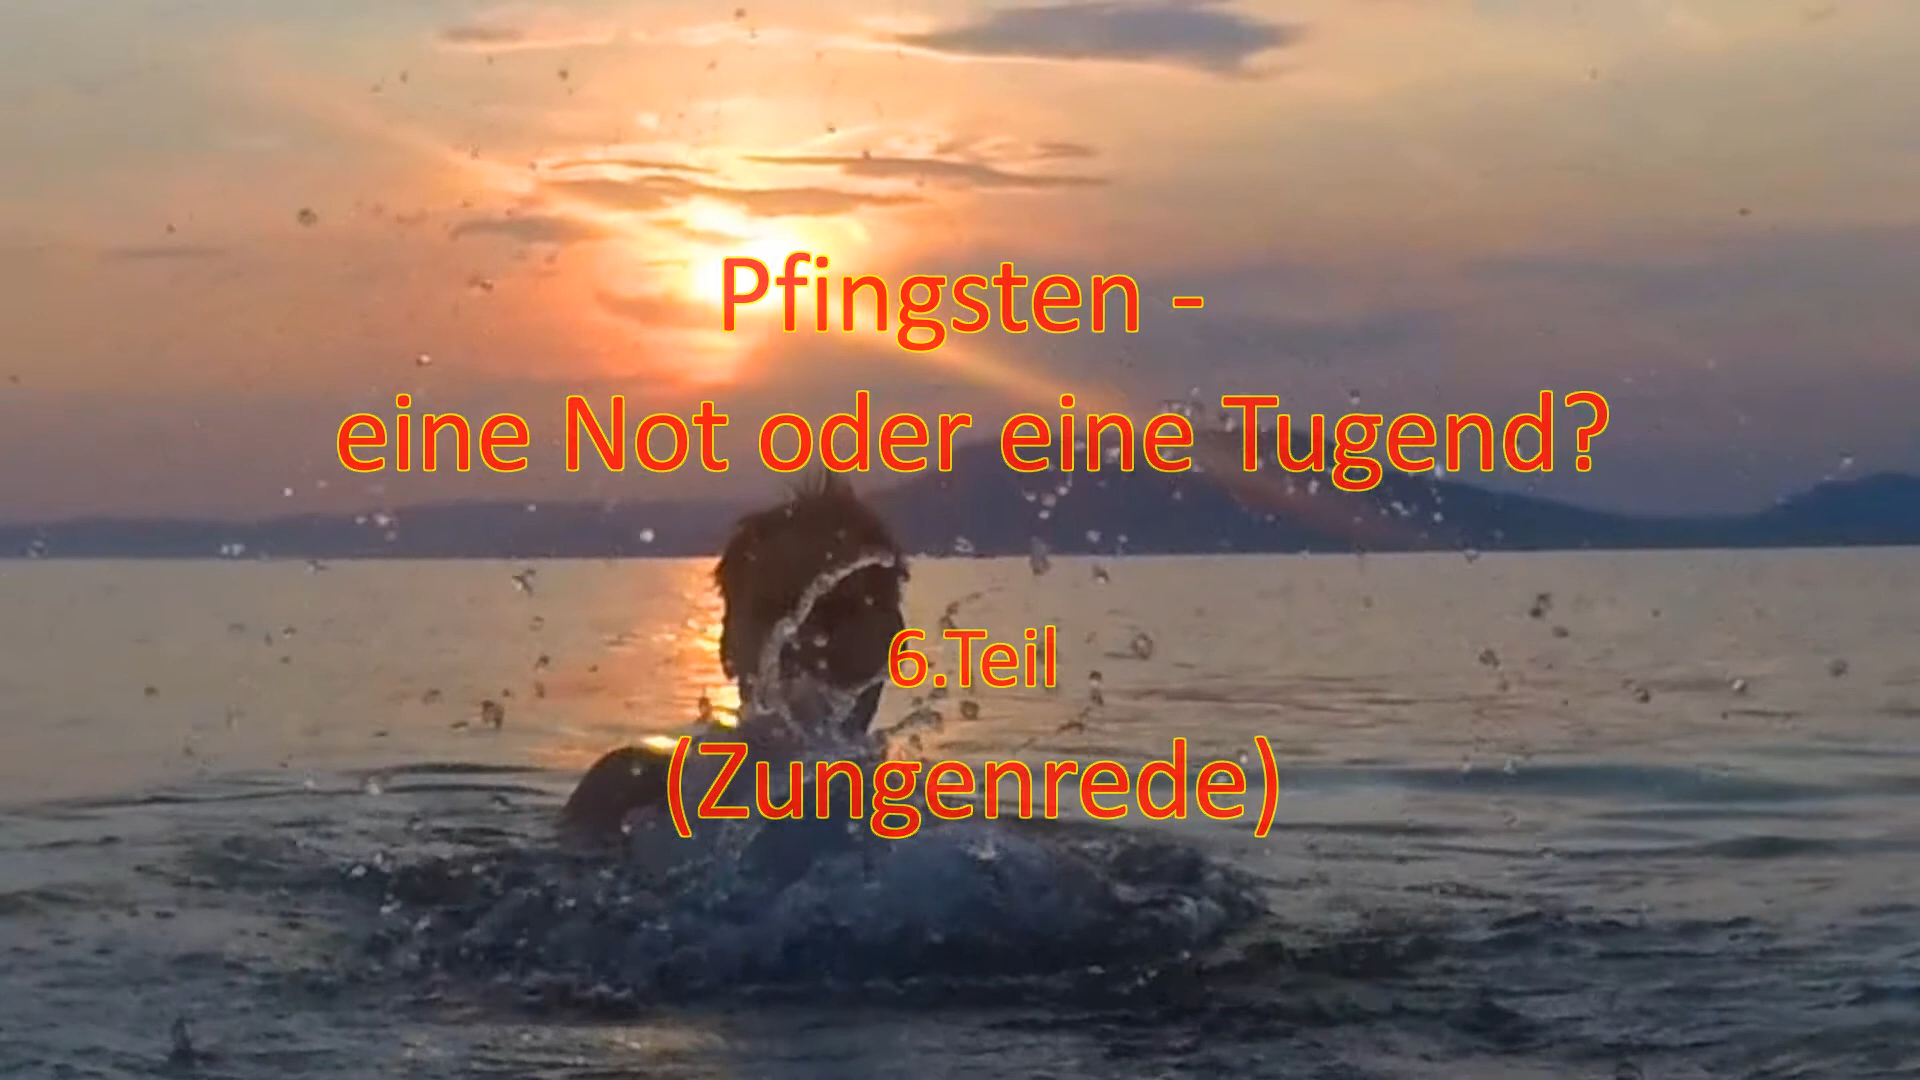 Pfingsten -
eine Not oder eine Tugend?
6.Teil
(Zungenrede)